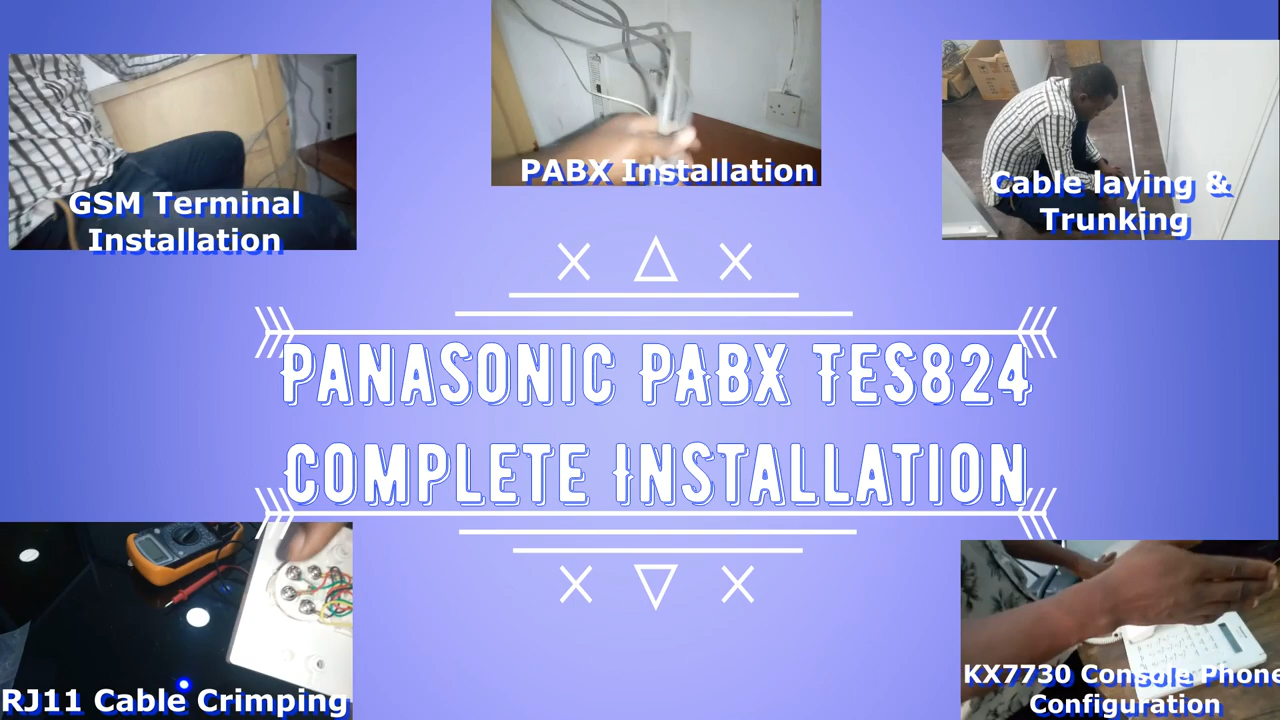 PABX Installation
GSM Terminal
Installation
Cable laying &
Trunking
PANASONIC PABX TES824
COMPLETE INSTALLATION
RJ11 Cable Crimping
KX7730 Console Phone
Configuration